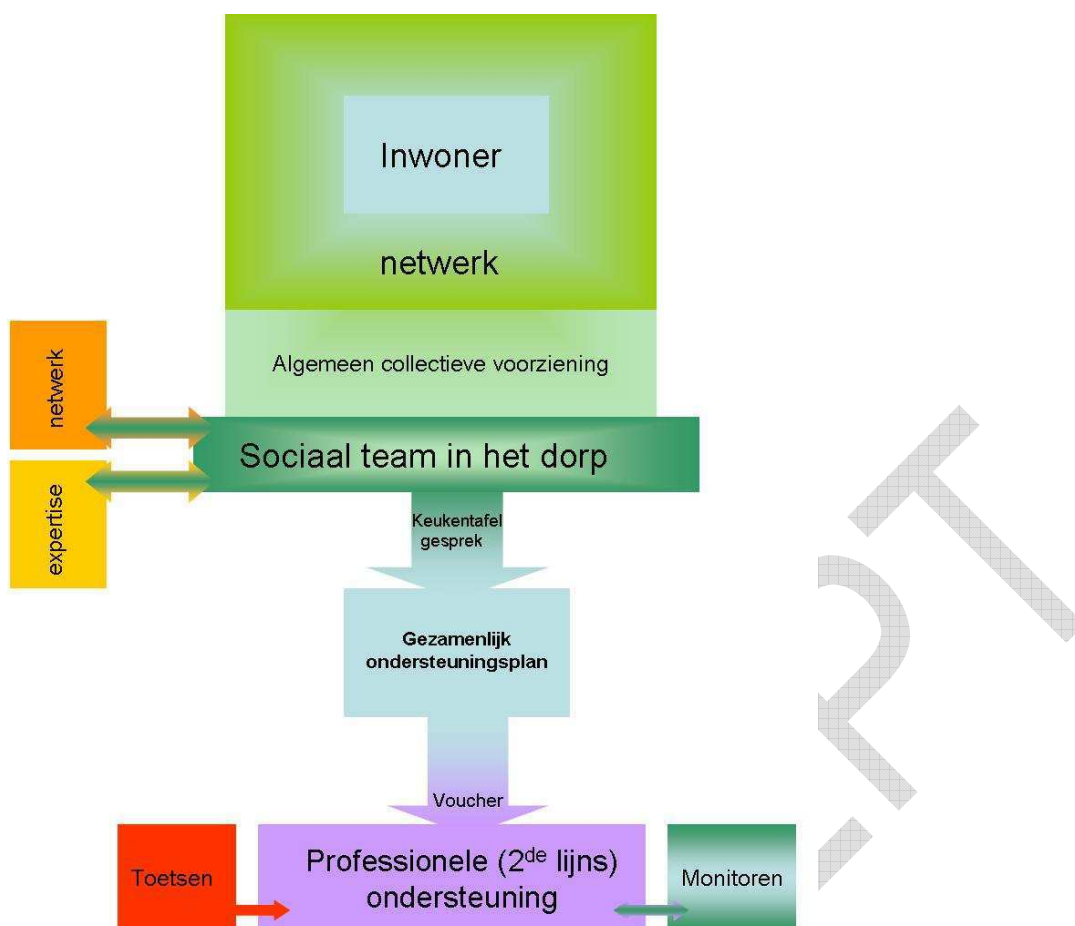 Inwoner
netwerk
Algemeen collectieve voorziening
netwerk
Sociaal team in het dorp
expertise
Keukentafel
gesprek
Gezamenlijk
ondersteuningsplan
Voucher
Toetsen
Professionele (2de lijns)
ondersteuning
Monitoren